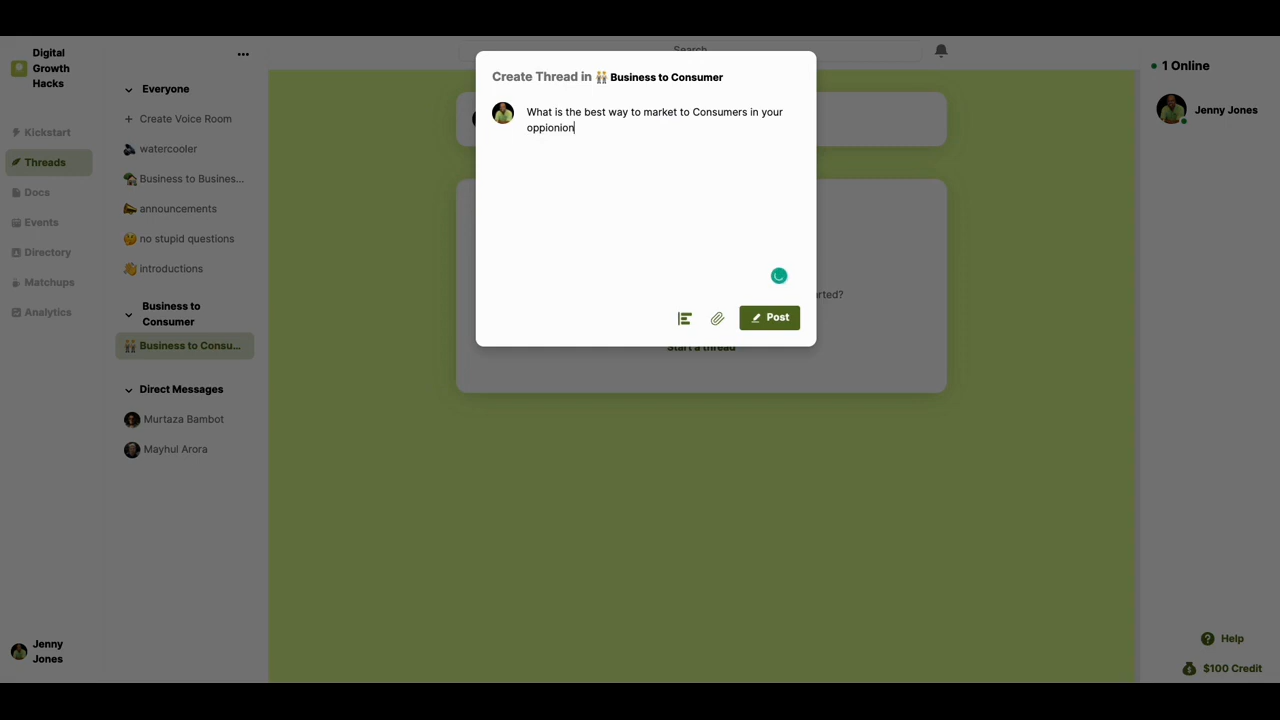 Digital
Growth
Hacks
Kickstart
Threads
Docs
Events
Directory
Matchups
Analytics
Jenny
Jones
Everyone
Create Voice Room
watercooler
Business to Busines...
announcements
no stupid questions
introductions
Business to
Consumer
Business to Consu...
Direct Messages
Murtaza Bambot
Mayhul Arora
Search
Create Thread in Business to Consumer
What is the best way to market to Consumers in your
oppionion
Post
Start a thread
1 Online
Jenny Jones
Help
$100 Credit